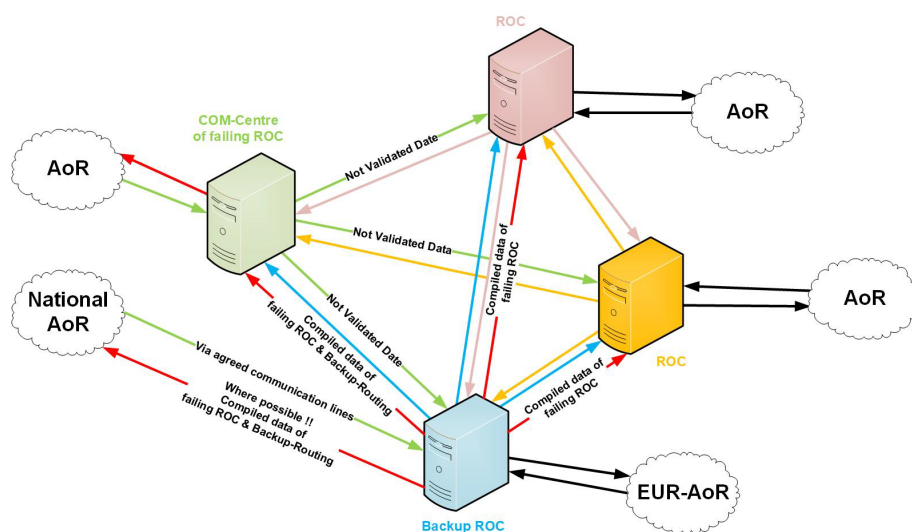 ROC
COM-Centre
of failing ROC
AoR
AoR
Not Validated Date
Not Validated Data
Compiled data of
failing ROC
National
AoR
AoR
Not Validated Date
Compiled data of
failing ROC & Backup-Routing
ROC
Via agreed communication lines
Where possible !!
Compiled data of
failing ROC & Backup-Routing
Compiled data of
failing ROC
EUR-AoR
Backup ROC